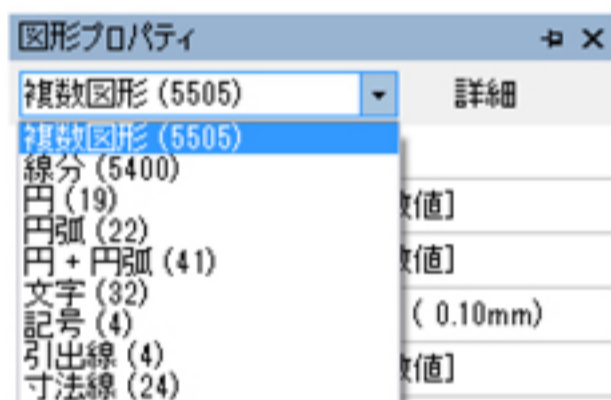 図形プロパティ
複数図形 (5505)
詳細
複数図形 (5505)
線分 (5400)
円 (19)
円弧 (22)
数値]
円 + 円弧 (41)
数値]
文字 (32)
記号 (4)
( 0.10mm)
引出線 (4)
数値]
寸法線 (24)